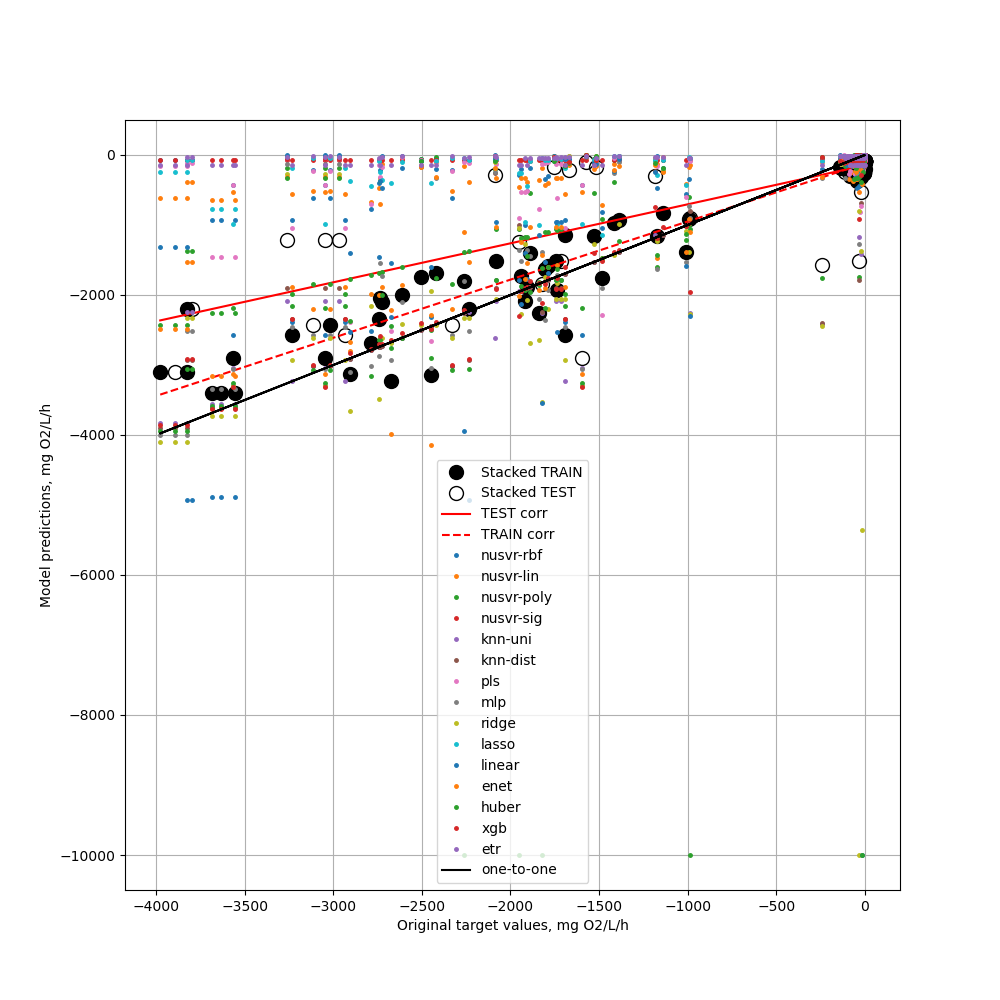 0
−2000
−4000
−6000
−8000
−10000
Model predictions, mg O2/L/h
Stacked TRAIN
Stacked TEST
TEST corr
TRAIN corr
nusvr-rbf
nusvr-lin
nusvr-poly
nusvr-sig
knn-uni
knn-dist
pls
mlp
ridge
lasso
linear
enet
huber
xgb
etr
one-to-one
−4000 −3500 −3000 −2500 −2000 −1500 −1000 −500 0
Original target values, mg O2/L/h